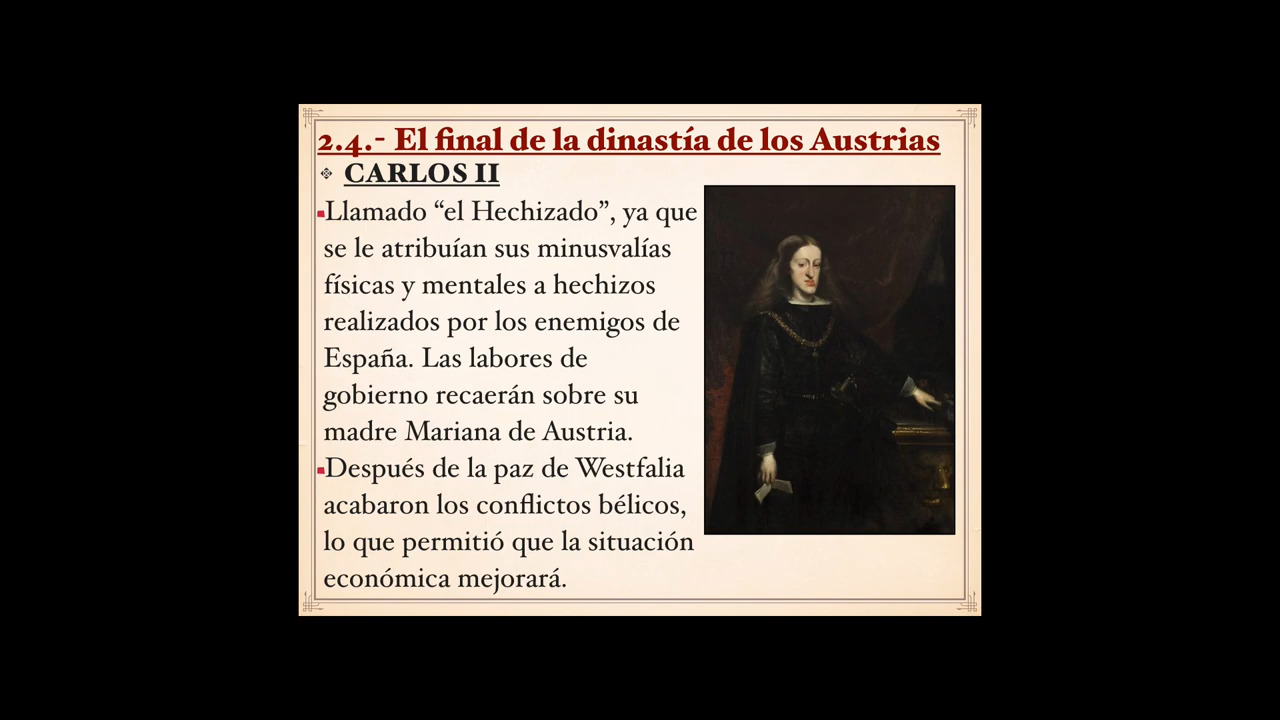 2.4.- El final de la dinastía de los Austrias
CARLOS II
Llamado “el Hechizado”, ya que
se le atribuían sus minusvalías
físicas y mentales a hechizos
realizados por los enemigos de
España. Las labores de
gobierno recaerán sobre su
madre Mariana de Austria.
Después de la paz de Westfalia
acabaron los conflictos bélicos,
lo que permitió que la situación
económica mejorará.